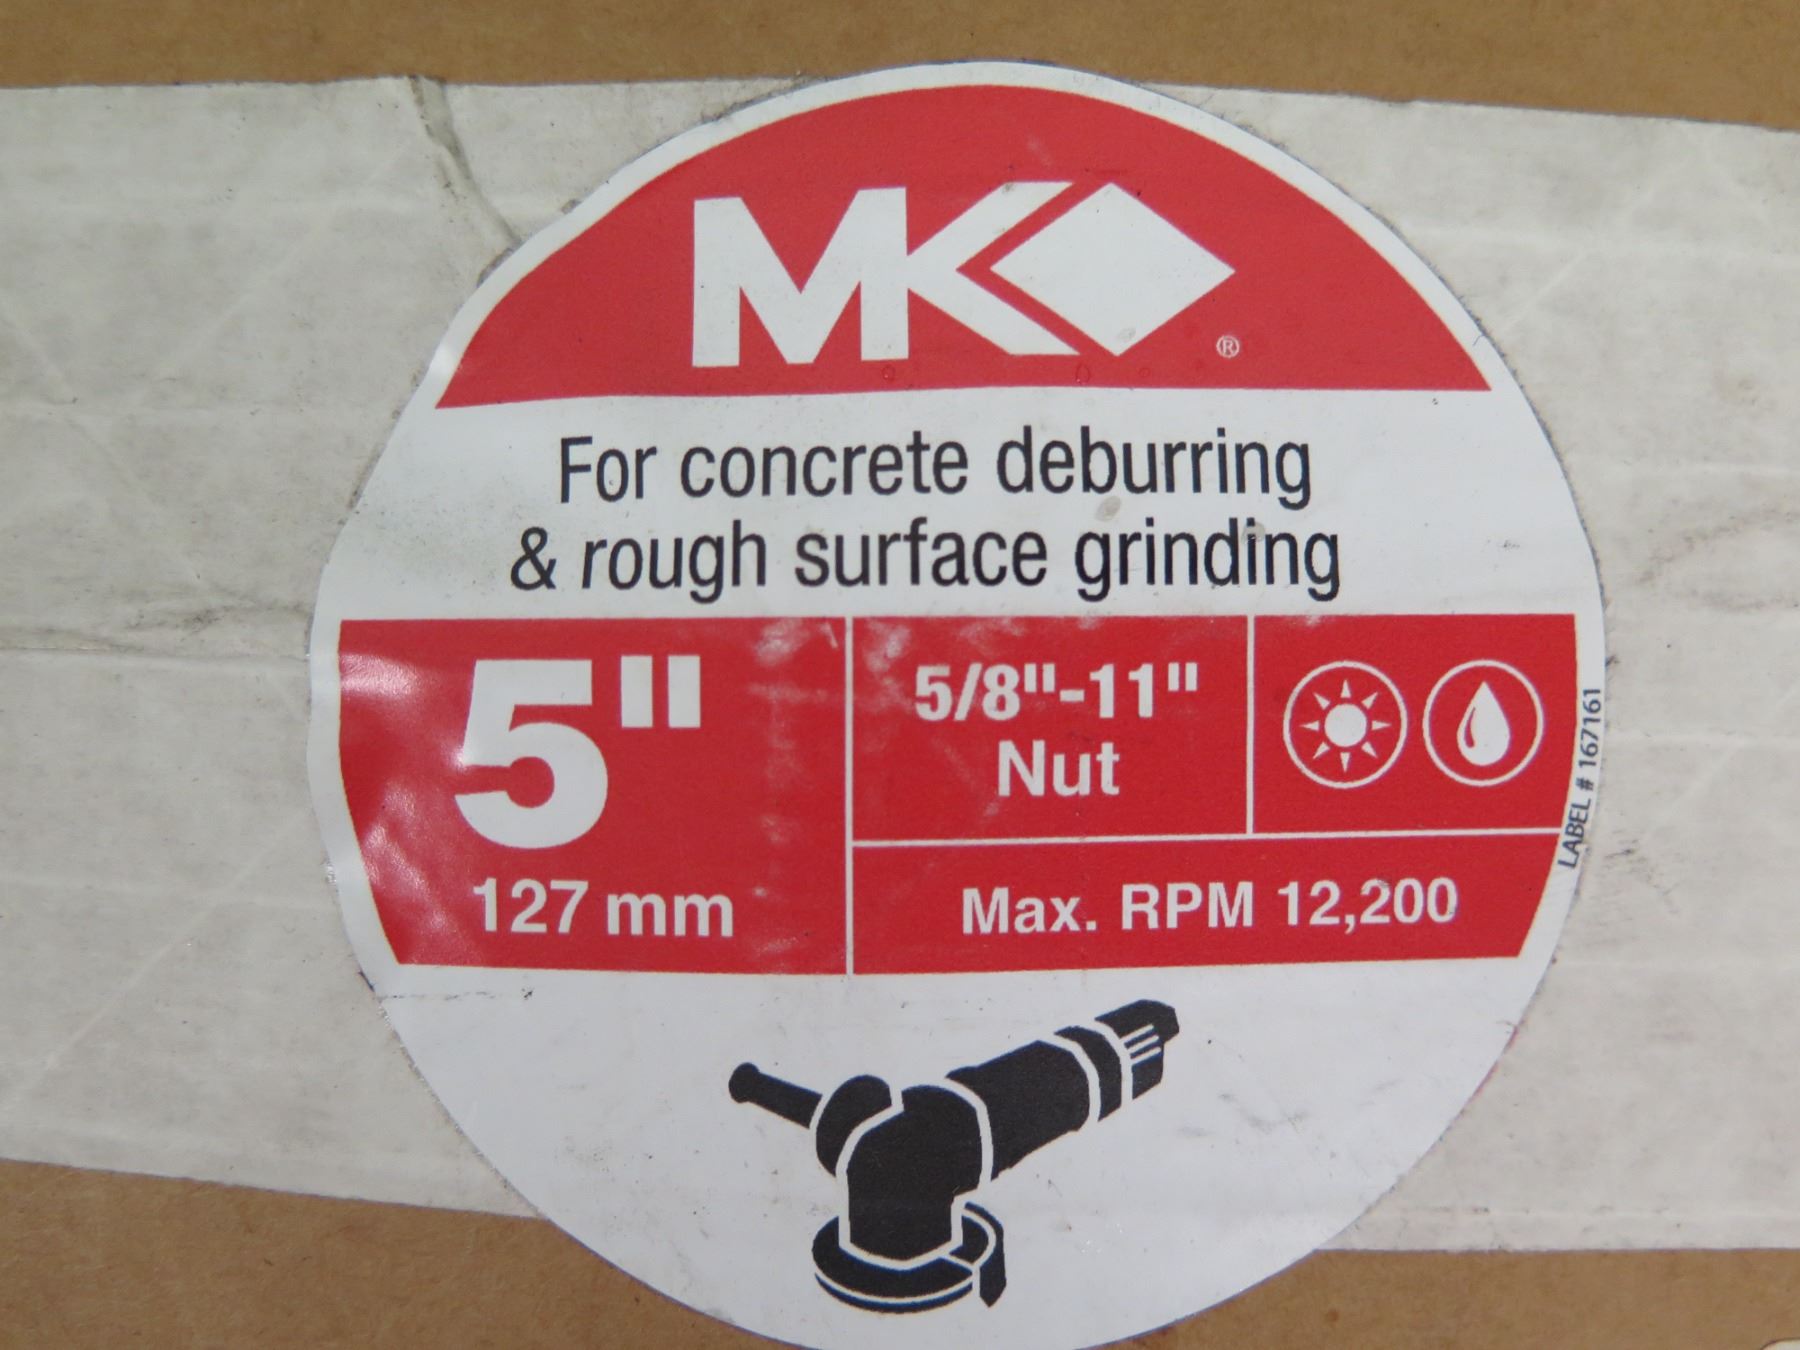 MK
®
For concrete deburring
& rough surface grinding
5"
127 mm
5/8"-11"
Nut
Max. RPM 12,200
LABEL # 167161